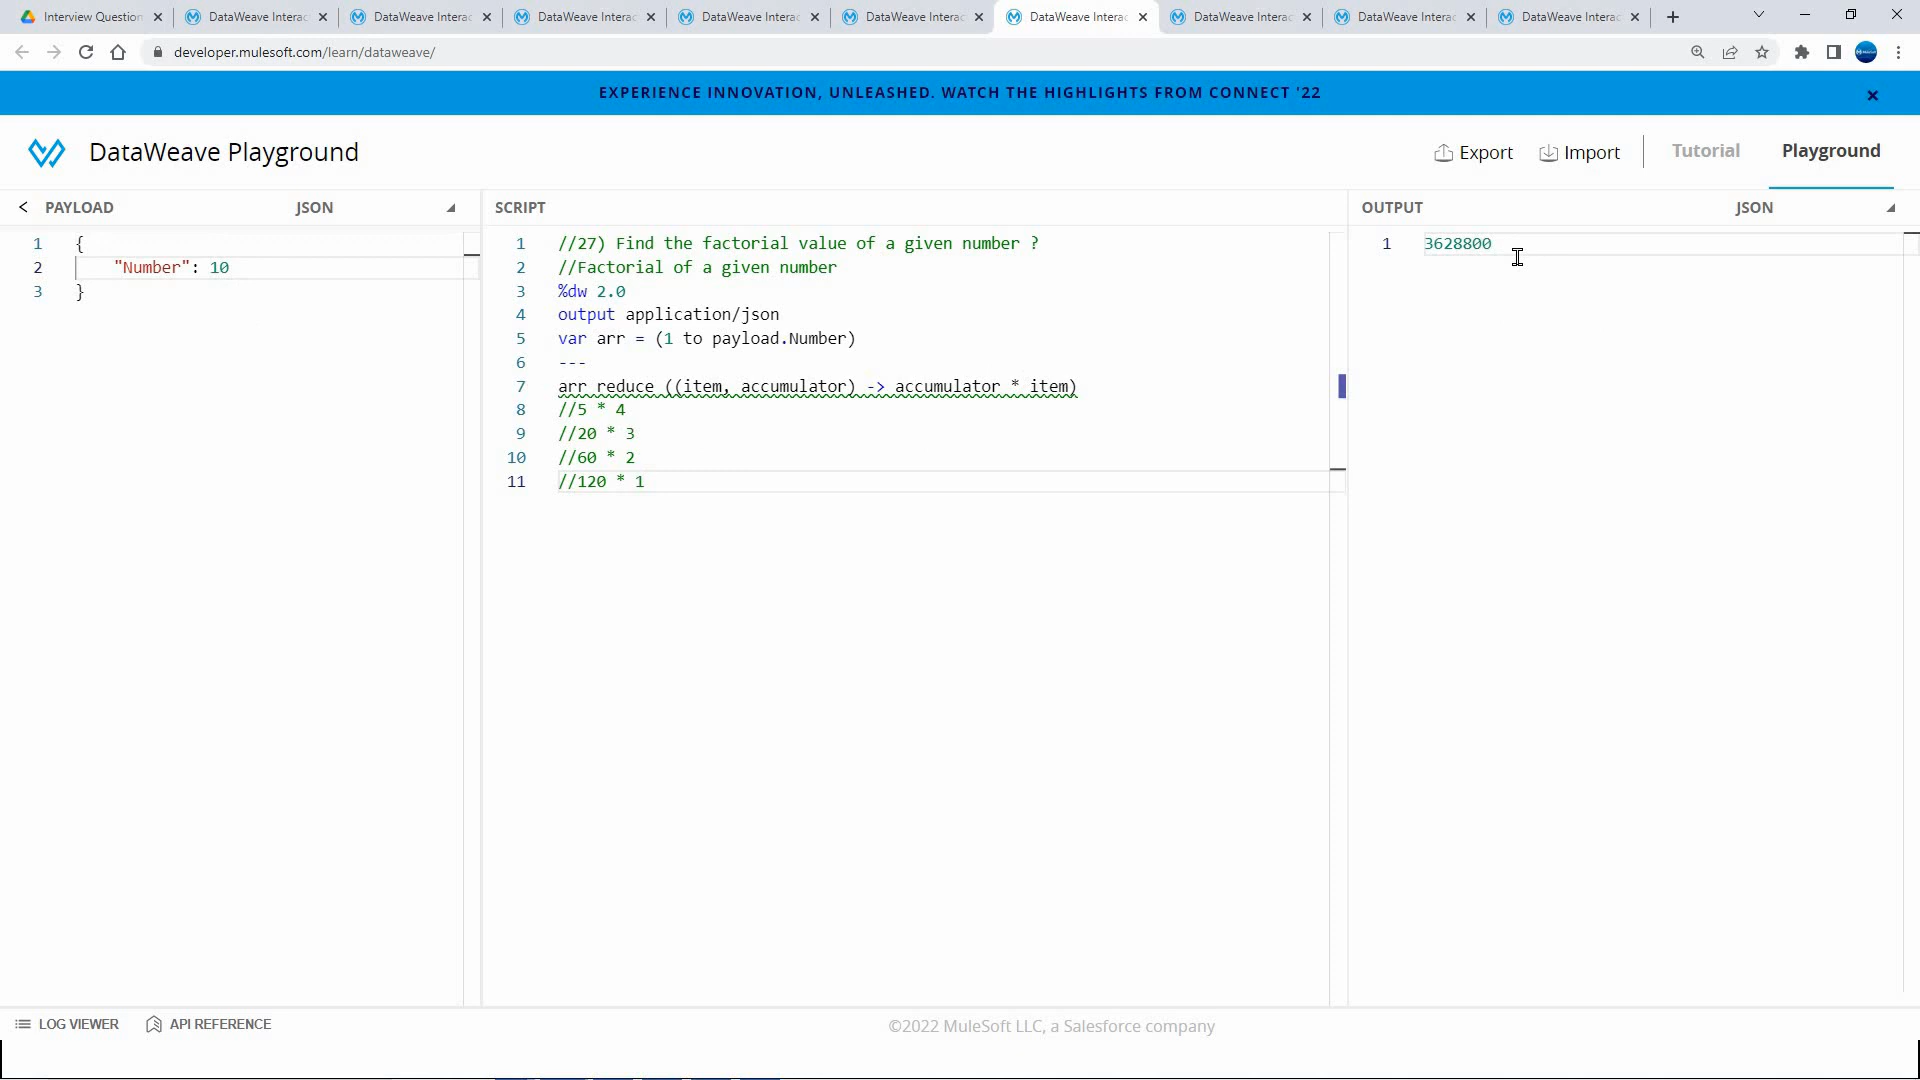 Interview Question
DataWeave Interac
DataWeave Interac
DataWeave Interac
DataWeave Interac
DataWeave Interac
DataWeave Interac
DataWeave Interac
DataWeave Interac
DataWeave Interac
developer.mulesoft.com/learn/dataweave/
EXPERIENCE INNOVATION, UNLEASHED. WATCH THE HIGHLIGHTS FROM CONNECT '22
DataWeave Playground
Export
Import
Tutorial
Playground
PAYLOAD
JSON
1 {
2 "Number": 10
3 }
SCRIPT
1 //27) Find the factorial value of a given number ?
2 //Factorial of a given number
3 %dw 2.0
4 output application/json
5 var arr = (1 to payload.Number)
6 ---
7 arr reduce ((item, accumulator) -> accumulator * item)
8 //5 * 4
9 //20 * 3
10 //60 * 2
11 //120 * 1
OUTPUT
JSON
1 3628800
LOG VIEWER
API REFERENCE
©2022 MuleSoft LLC, a Salesforce company